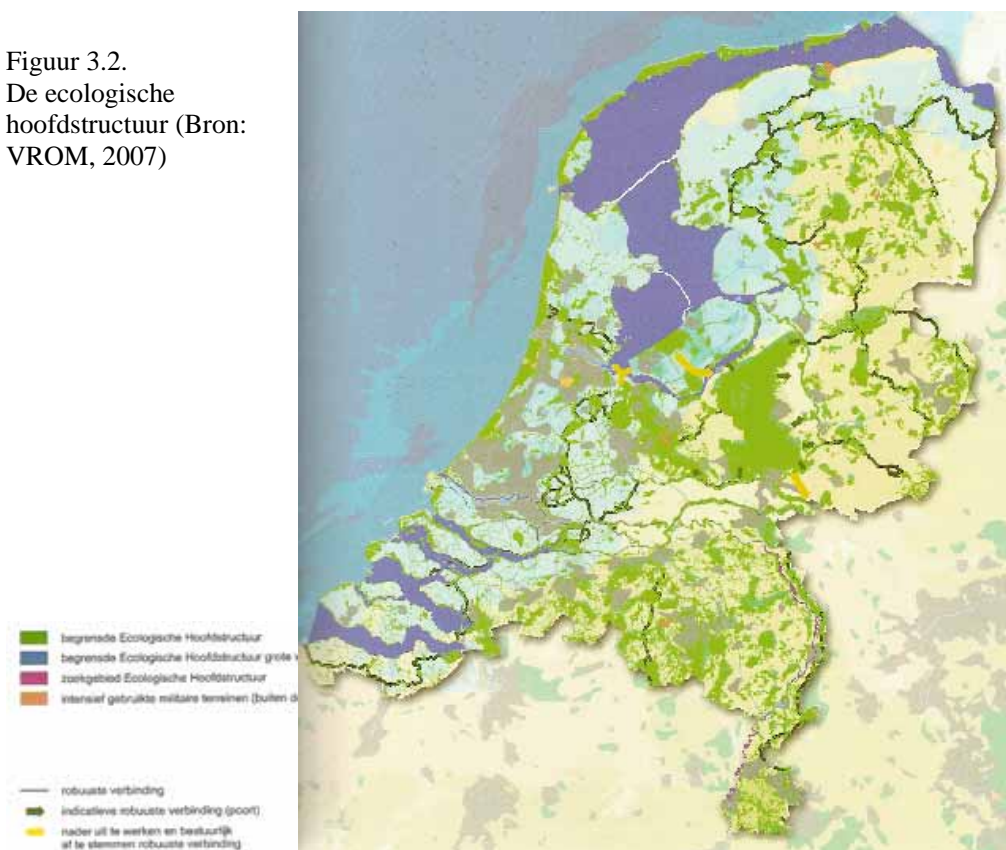 Figuur 3.2.
De ecologische
hoofdstructuur (Bron:
VROM, 2007)
begrensde Ecologische Hoofdstructuur
begrensde Ecologische Hoofdstructuur grote
zoekgebied Ecologische Hoofdstructuur
intensief gebruikte militaire terreinen (buiten
robuuste verbinding
indicatieve robuuste verbinding (poort)
nader uit te werken en bestuurlijk
af te stemmen robuuste verbinding